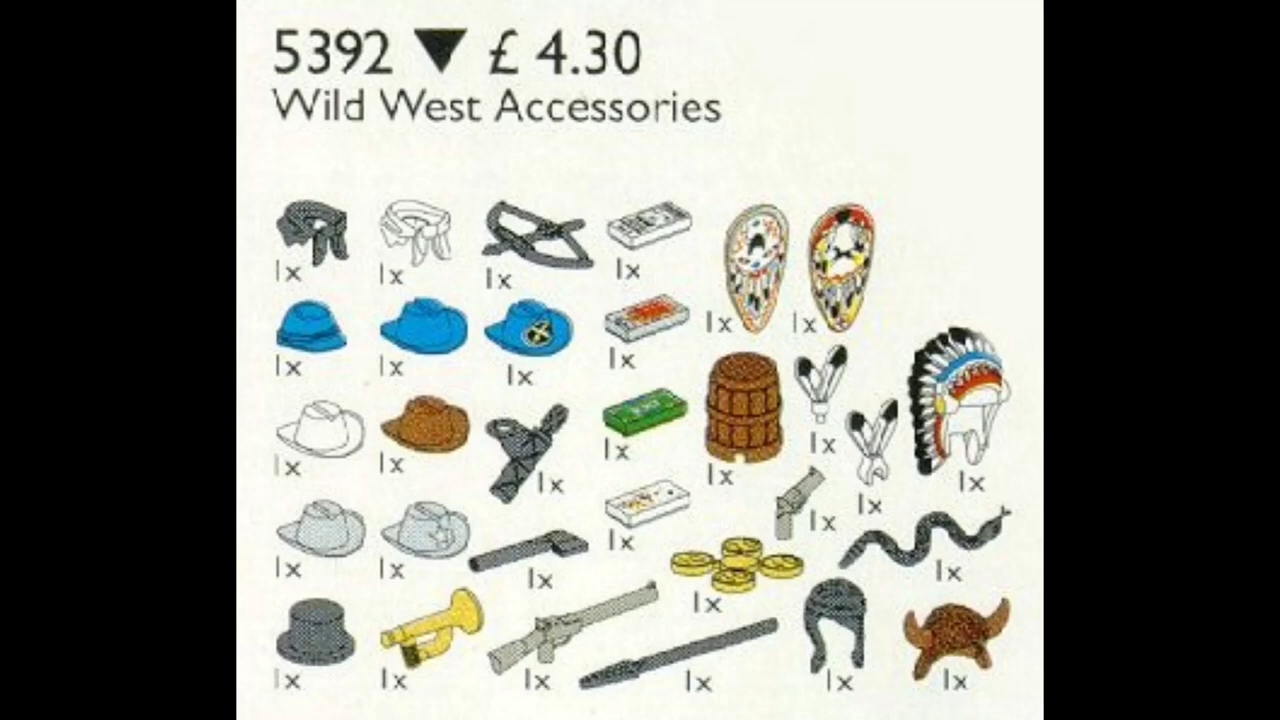 5392 ▼ £ 4.30
Wild West Accessories
1x 1x 1x 1x
1x 1x
1x 1x 1x 1x
1x 1x 1x 1x 1x 1x 1x 1x
1x 1x
1x 1x 1x 1x 1x
1x 1x 1x 1x 1x 1x